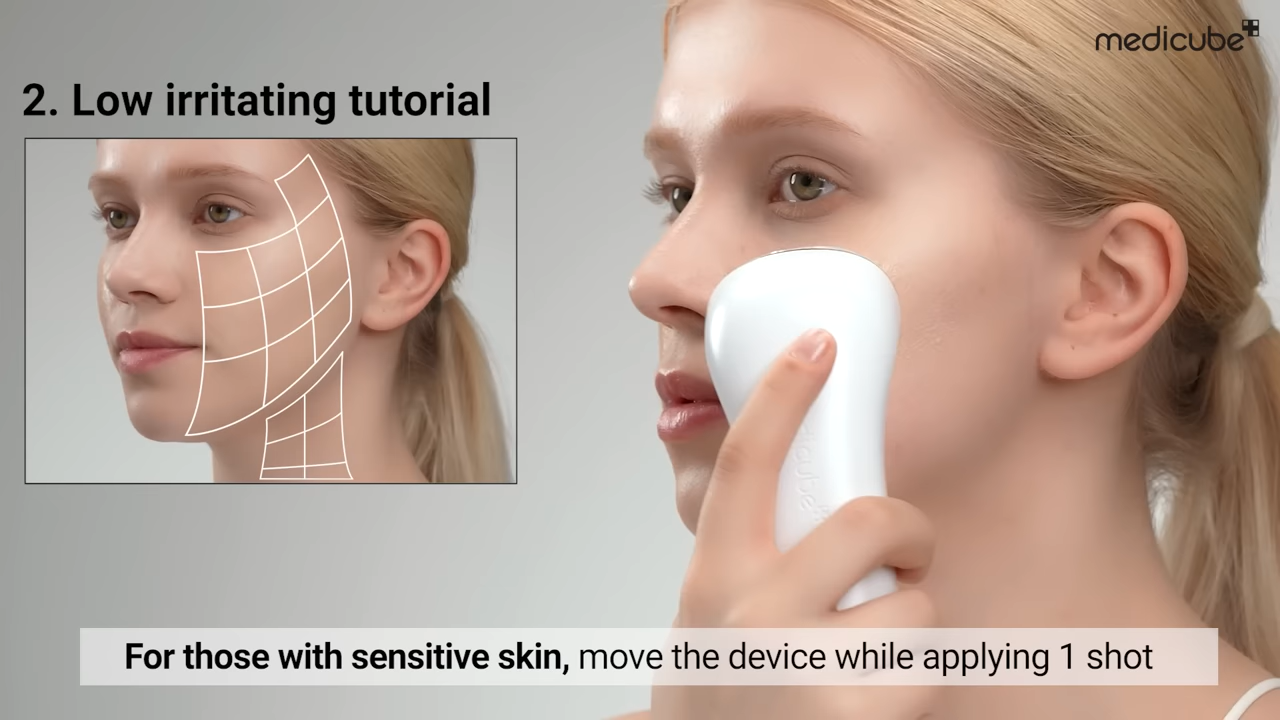 medicube
2. Low irritating tutorial
For those with sensitive skin, move the device while applying 1 shot